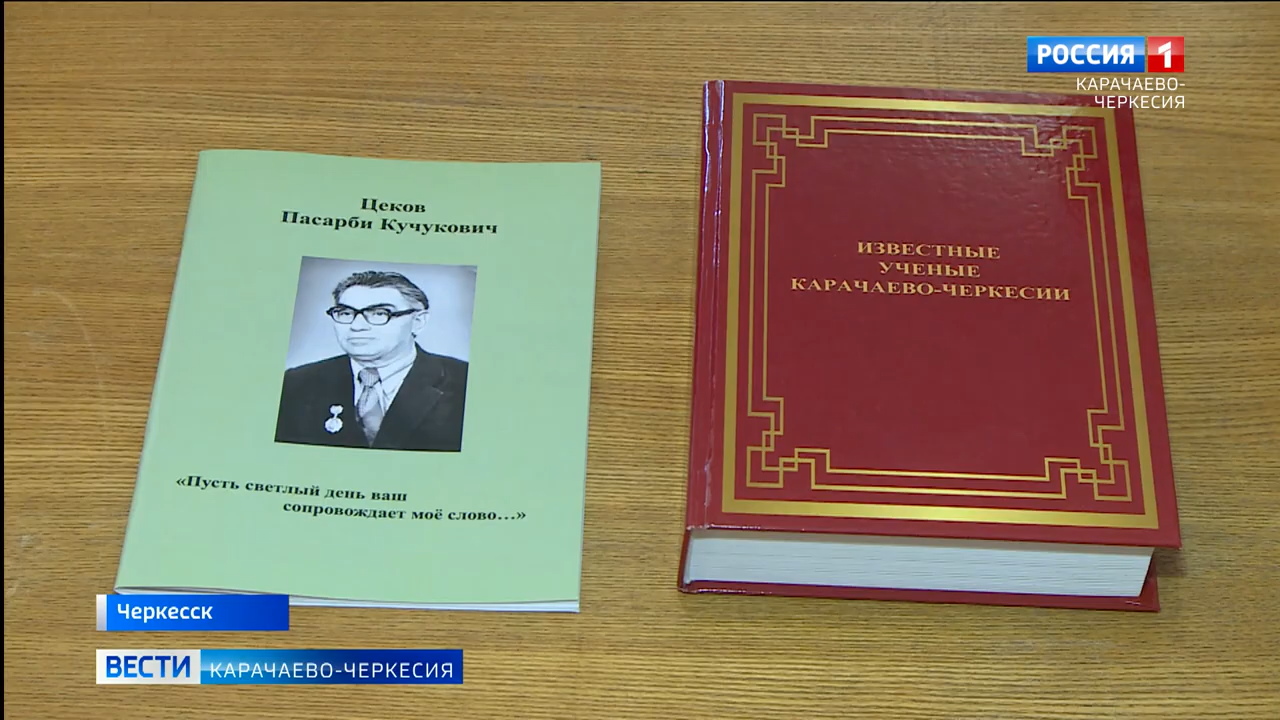 РОССИЯ 1
КАРАЧАЕВО-
ЧЕРКЕСИЯ
Цеков
Пасарби Кучукович
«Пусть светлый день ваш
сопровождает моё слово...»
ИЗВЕСТНЫЕ
УЧЕНЫЕ
КАРАЧАЕВО-ЧЕРКЕСИИ
Черкесск
ВЕСТИ КАРАЧАЕВО-ЧЕРКЕСИЯ